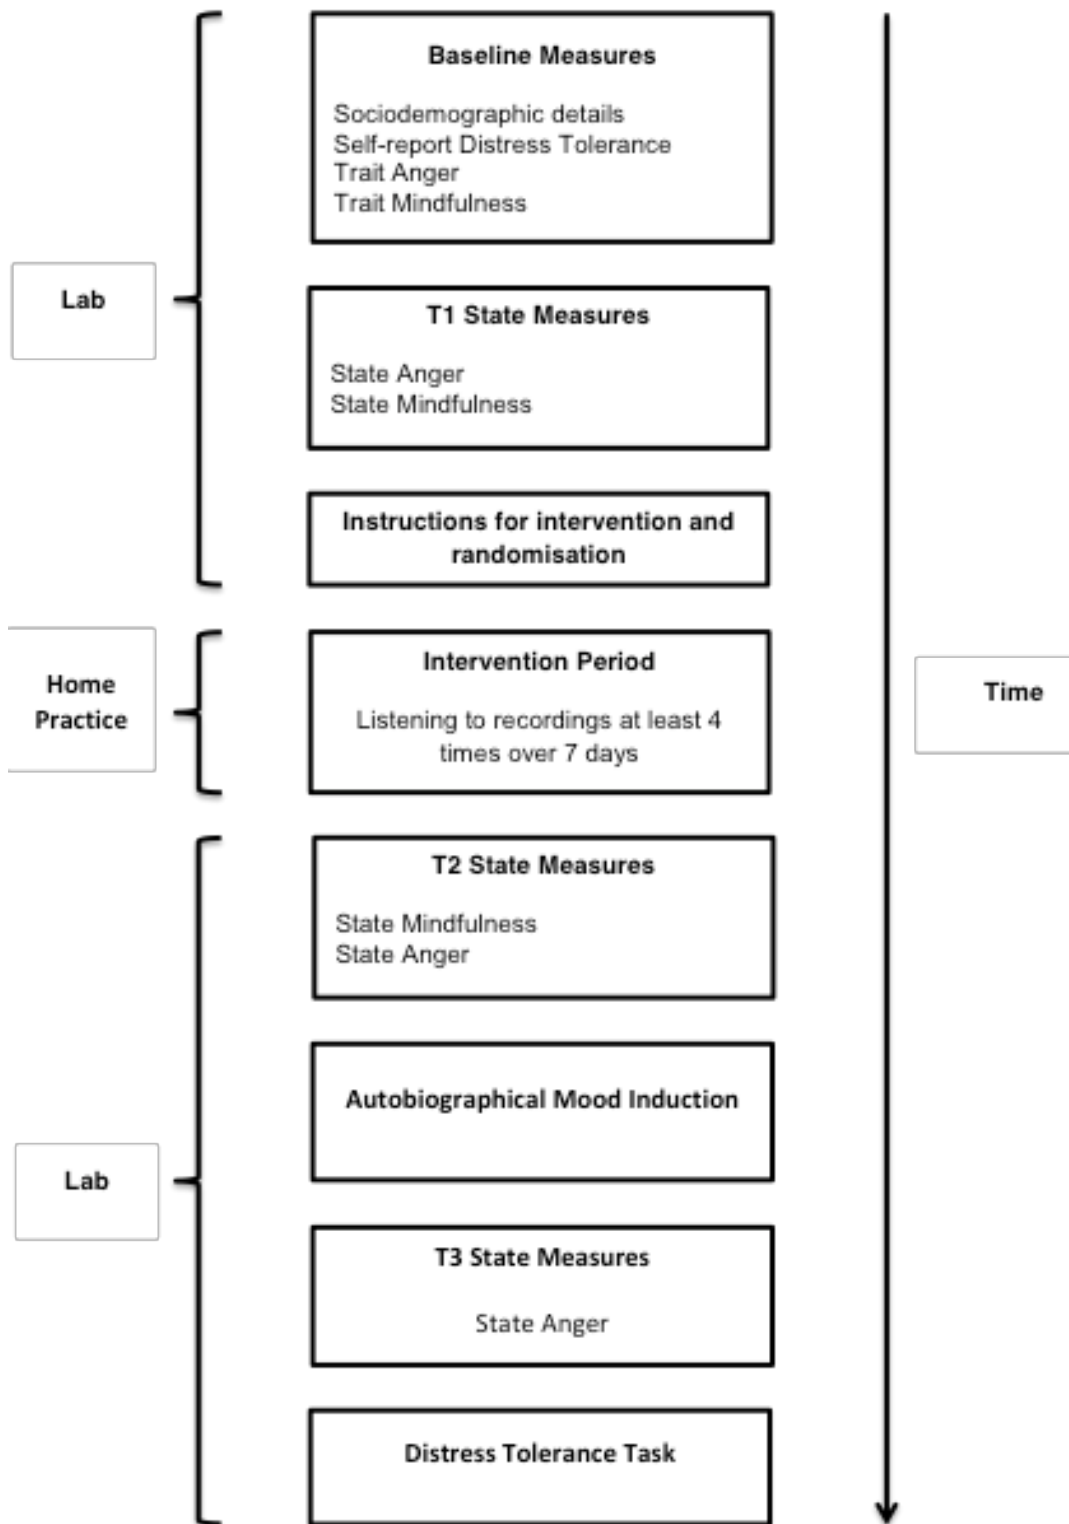 Baseline Measures
Sociodemographic details
Self-report Distress Tolerance
Trait Anger
Trait Mindfulness
Lab
T1 State Measures
State Anger
State Mindfulness
Instructions for intervention and
randomisation
Home
Practice
Intervention Period
Listening to recordings at least 4
times over 7 days
Time
T2 State Measures
State Mindfulness
State Anger
Autobiographical Mood Induction
Lab
T3 State Measures
State Anger
Distress Tolerance Task